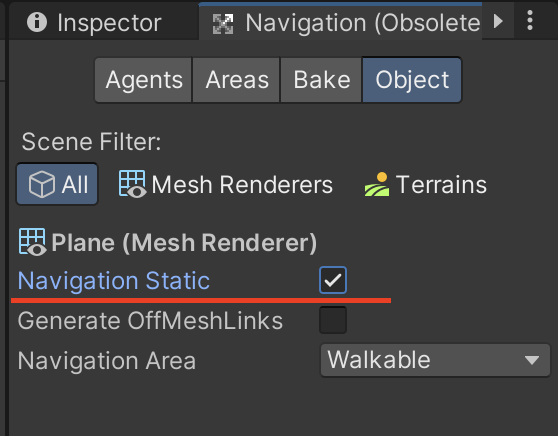 Inspector Navigation (Obsolete
Agents Areas Bake Object
Scene Filter:
All Mesh Renderers Terrains
Plane (Mesh Renderer)
Navigation Static
Generate OffMeshLinks
Navigation Area Walkable